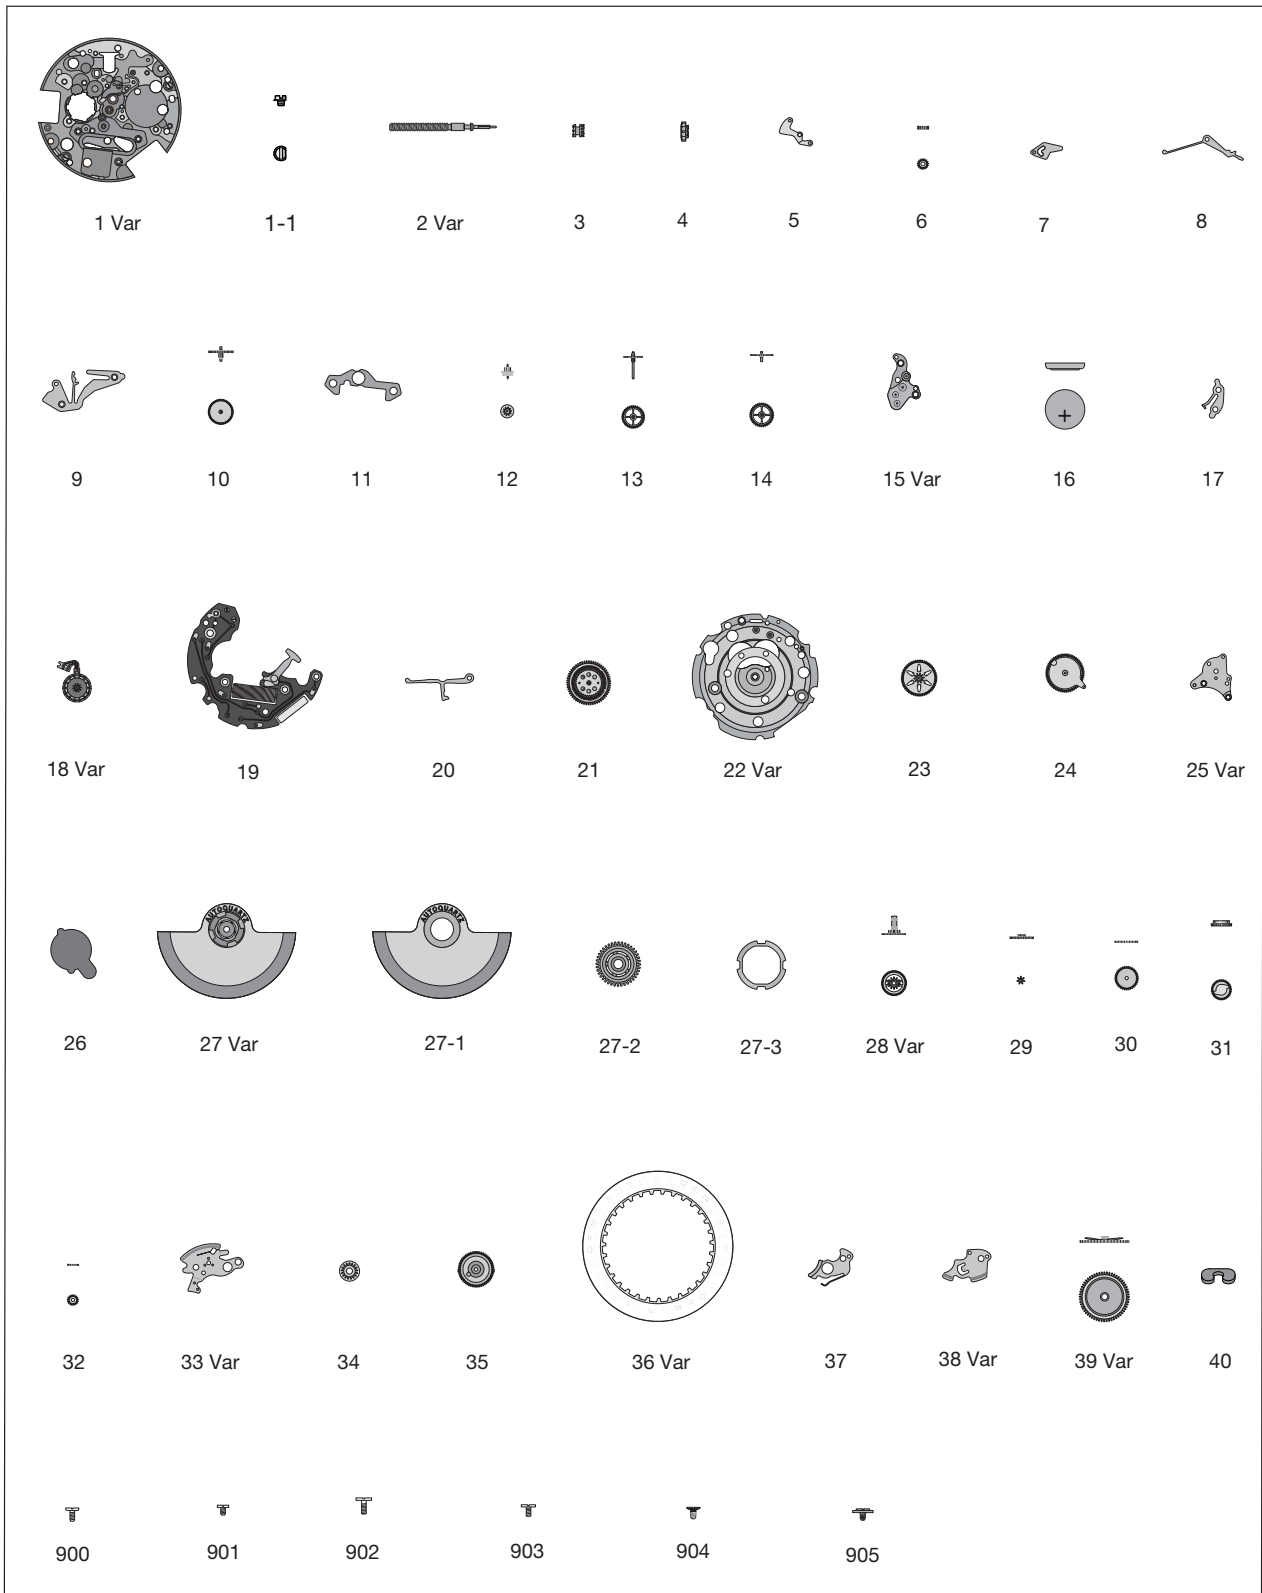 1 Var 1-1 2 Var 3 4 5 6 7 8
9 10 11 12 13 14 15 Var 16 17
18 Var 19 20 21 22 Var 23 24 25 Var
AUTOQUARTZ AUTOQUARTZ
26 27 Var 27-1 27-2 27-3 28 Var 29 30 31
32 33 Var 34 35 36 Var 37 38 Var 39 Var 40
900 901 902 903 904 905